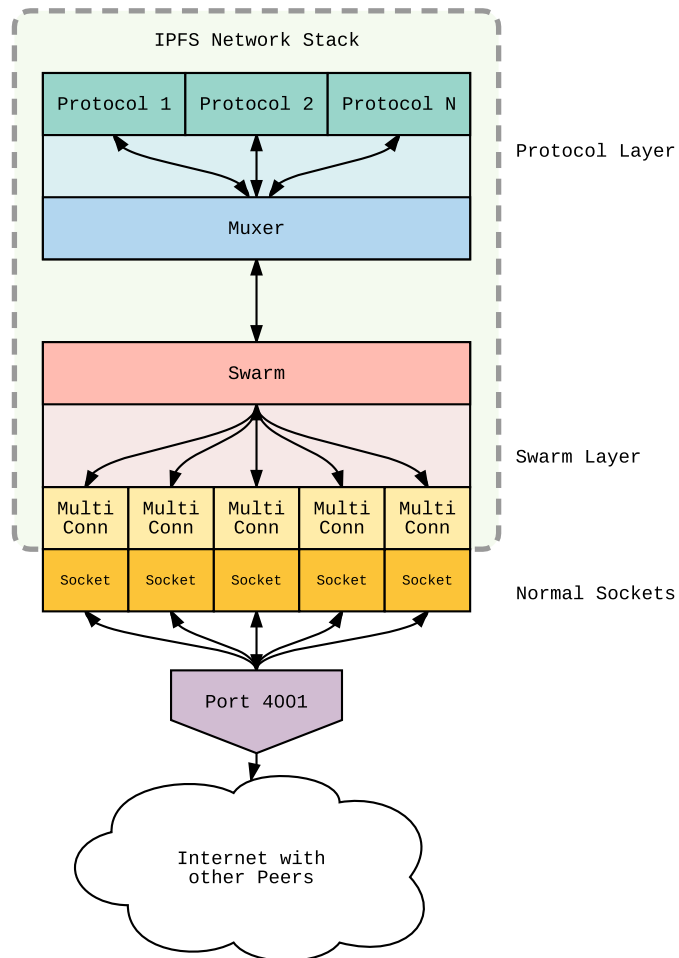 IPFS Network Stack
Protocol 1
Protocol 2
Protocol N
Protocol Layer
Muxer
Swarm
Swarm Layer
Multi
Conn
Multi
Conn
Multi
Conn
Multi
Conn
Multi
Conn
Socket
Socket
Socket
Socket
Socket
Normal Sockets
Port 4001
Internet with
other Peers